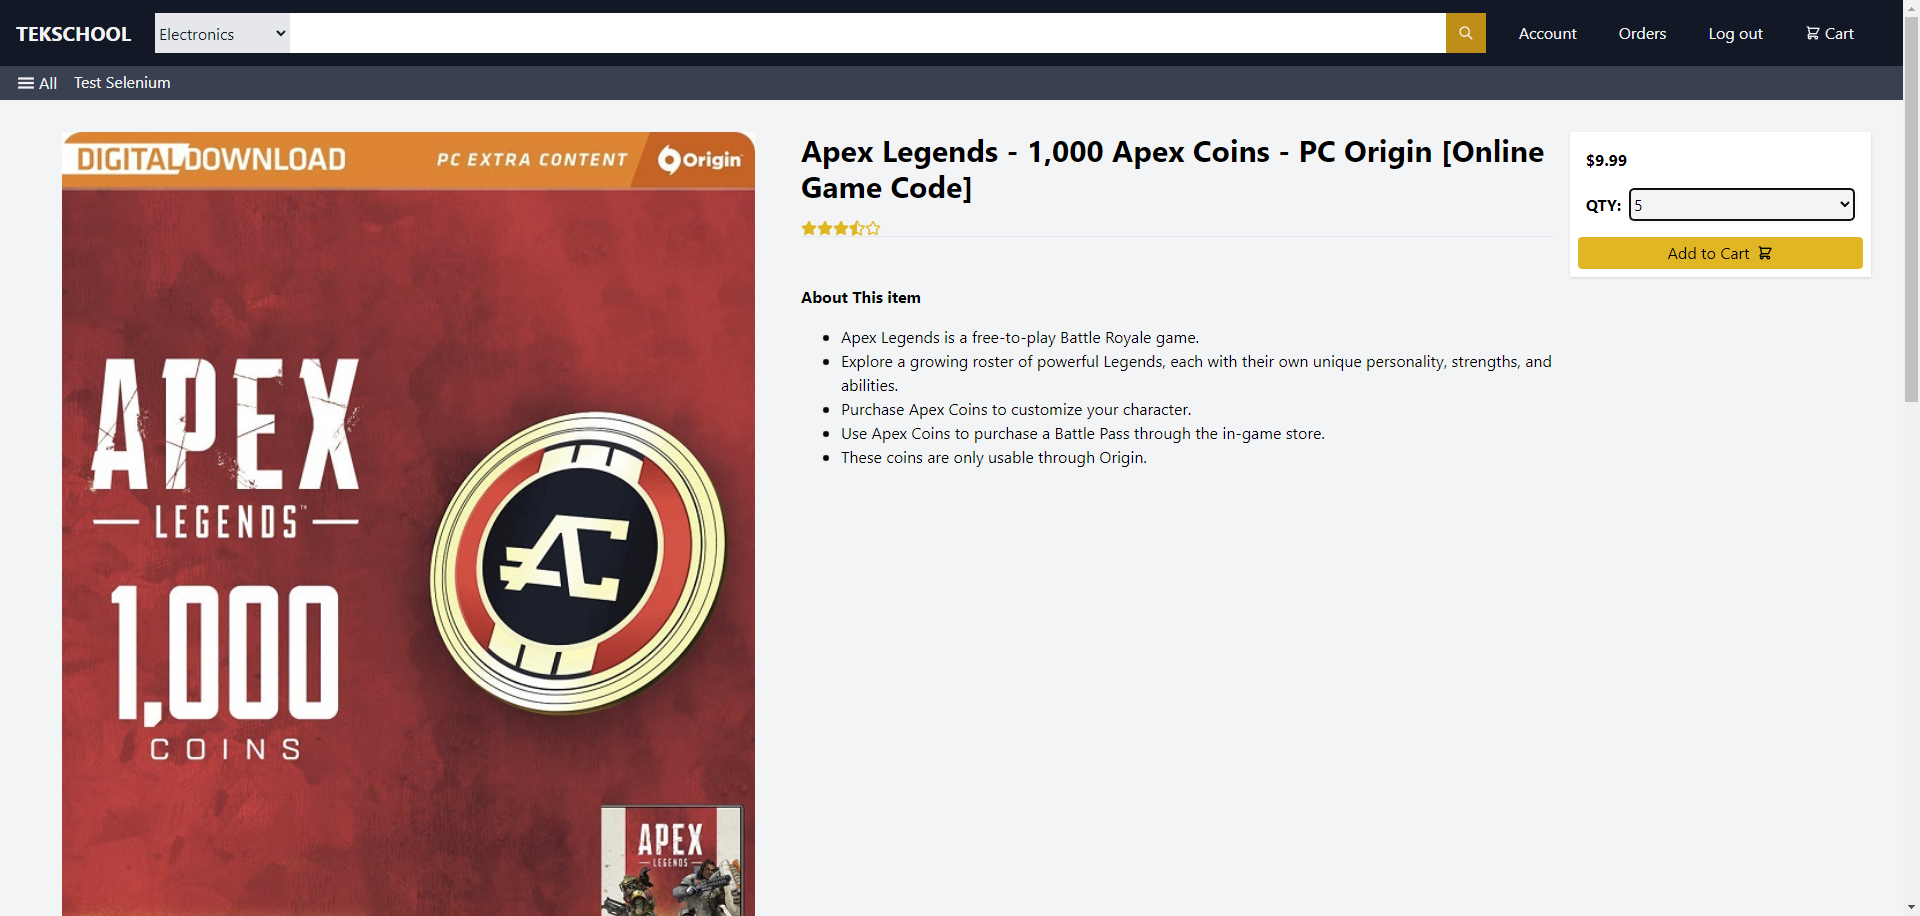 TEKSCHOOL
Electronics
Account
Orders
Log out
Cart
All
Test Selenium
DIGITALDOWNLOAD
PC EXTRA CONTENT
Origin
APEX
LEGENDS™
1,000
COINS
AC
APEX
LEGENDS
Apex Legends - 1,000 Apex Coins - PC Origin [Online
Game Code]
About This item
Apex Legends is a free-to-play Battle Royale game.
Explore a growing roster of powerful Legends, each with their own unique personality, strengths, and
abilities.
Purchase Apex Coins to customize your character.
Use Apex Coins to purchase a Battle Pass through the in-game store.
These coins are only usable through Origin.
$9.99
QTY: 5
Add to Cart